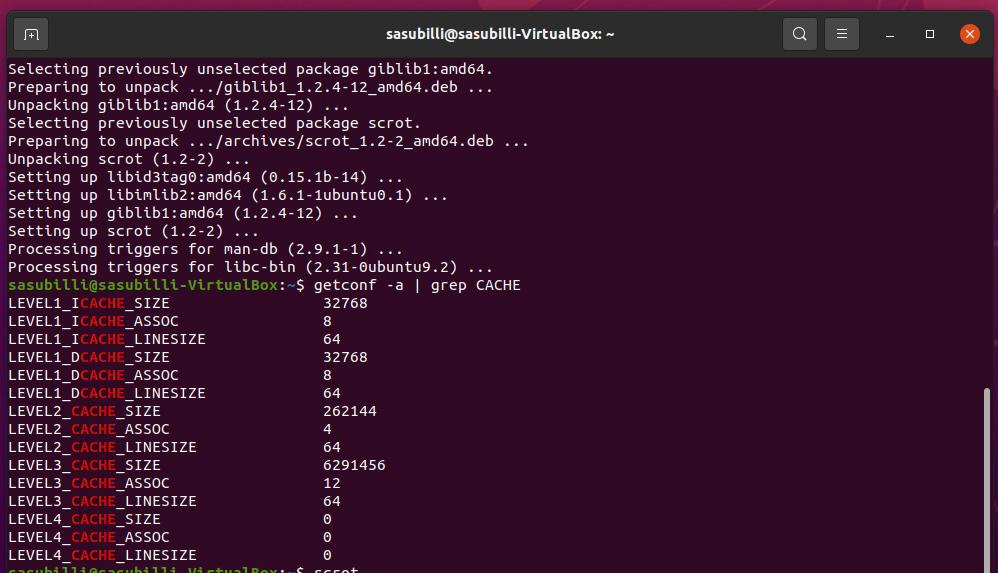 sasubilli@sasubilli-VirtualBox: ~
Selecting previously unselected package giblib1:amd64.
Preparing to unpack .../giblib1_1.2.4-12_amd64.deb ...
Unpacking giblib1:amd64 (1.2.4-12) ...
Selecting previously unselected package scrot.
Preparing to unpack .../archives/scrot_1.2-2_amd64.deb ...
Unpacking scrot (1.2-2) ...
Setting up libid3tag0:amd64 (0.15.1b-14) ...
Setting up libimlib2:amd64 (1.6.1-1ubuntu0.1) ...
Setting up giblib1:amd64 (1.2.4-12) ...
Setting up scrot (1.2-2) ...
Processing triggers for man-db (2.9.1-1) ...
Processing triggers for libc-bin (2.31-0ubuntu9.2) ...
sasubilli@sasubilli-VirtualBox:~$ getconf -a | grep CACHE
LEVEL1_ICACHE_SIZE 32768
LEVEL1_ICACHE_ASSOC 8
LEVEL1_ICACHE_LINESIZE 64
LEVEL1_DCACHE_SIZE 32768
LEVEL1_DCACHE_ASSOC 8
LEVEL1_DCACHE_LINESIZE 64
LEVEL2_CACHE_SIZE 262144
LEVEL2_CACHE_ASSOC 4
LEVEL2_CACHE_LINESIZE 64
LEVEL3_CACHE_SIZE 6291456
LEVEL3_CACHE_ASSOC 12
LEVEL3_CACHE_LINESIZE 64
LEVEL4_CACHE_SIZE 0
LEVEL4_CACHE_ASSOC 0
LEVEL4_CACHE_LINESIZE 0
sasubilli@sasubilli-VirtualBox:~$ scrot